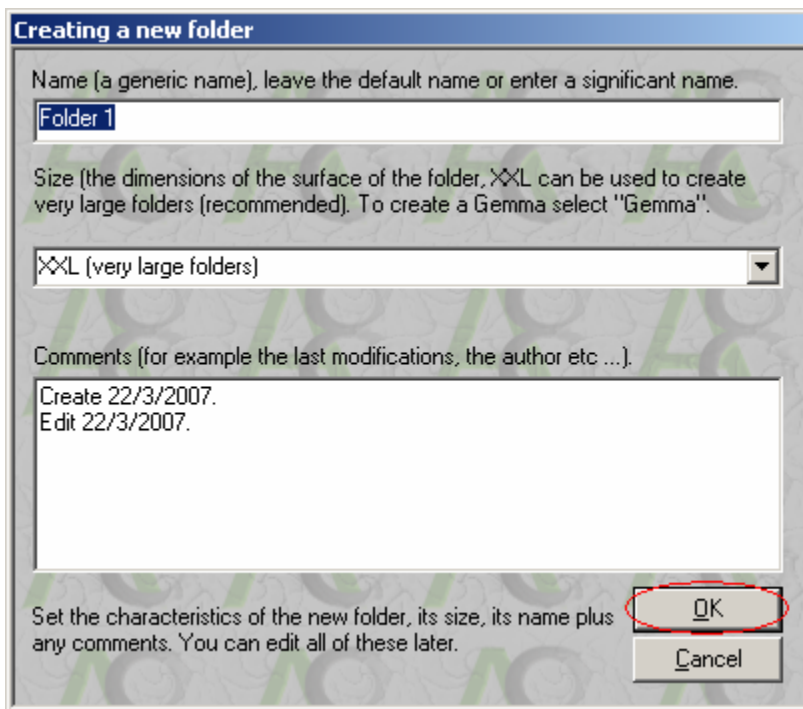 Creating a new folder
Name (a generic name), leave the default name or enter a significant name.
Folder 1
Size (the dimensions of the surface of the folder, XXL can be used to create
very large folders (recommended). To create a Gemma select "Gemma".
XXL (very large folders)
Comments (for example the last modifications, the author etc ...).
Create 22/3/2007.
Edit 22/3/2007.
Set the characteristics of the new folder, its size, its name plus
any comments. You can edit all of these later.
OK
Cancel